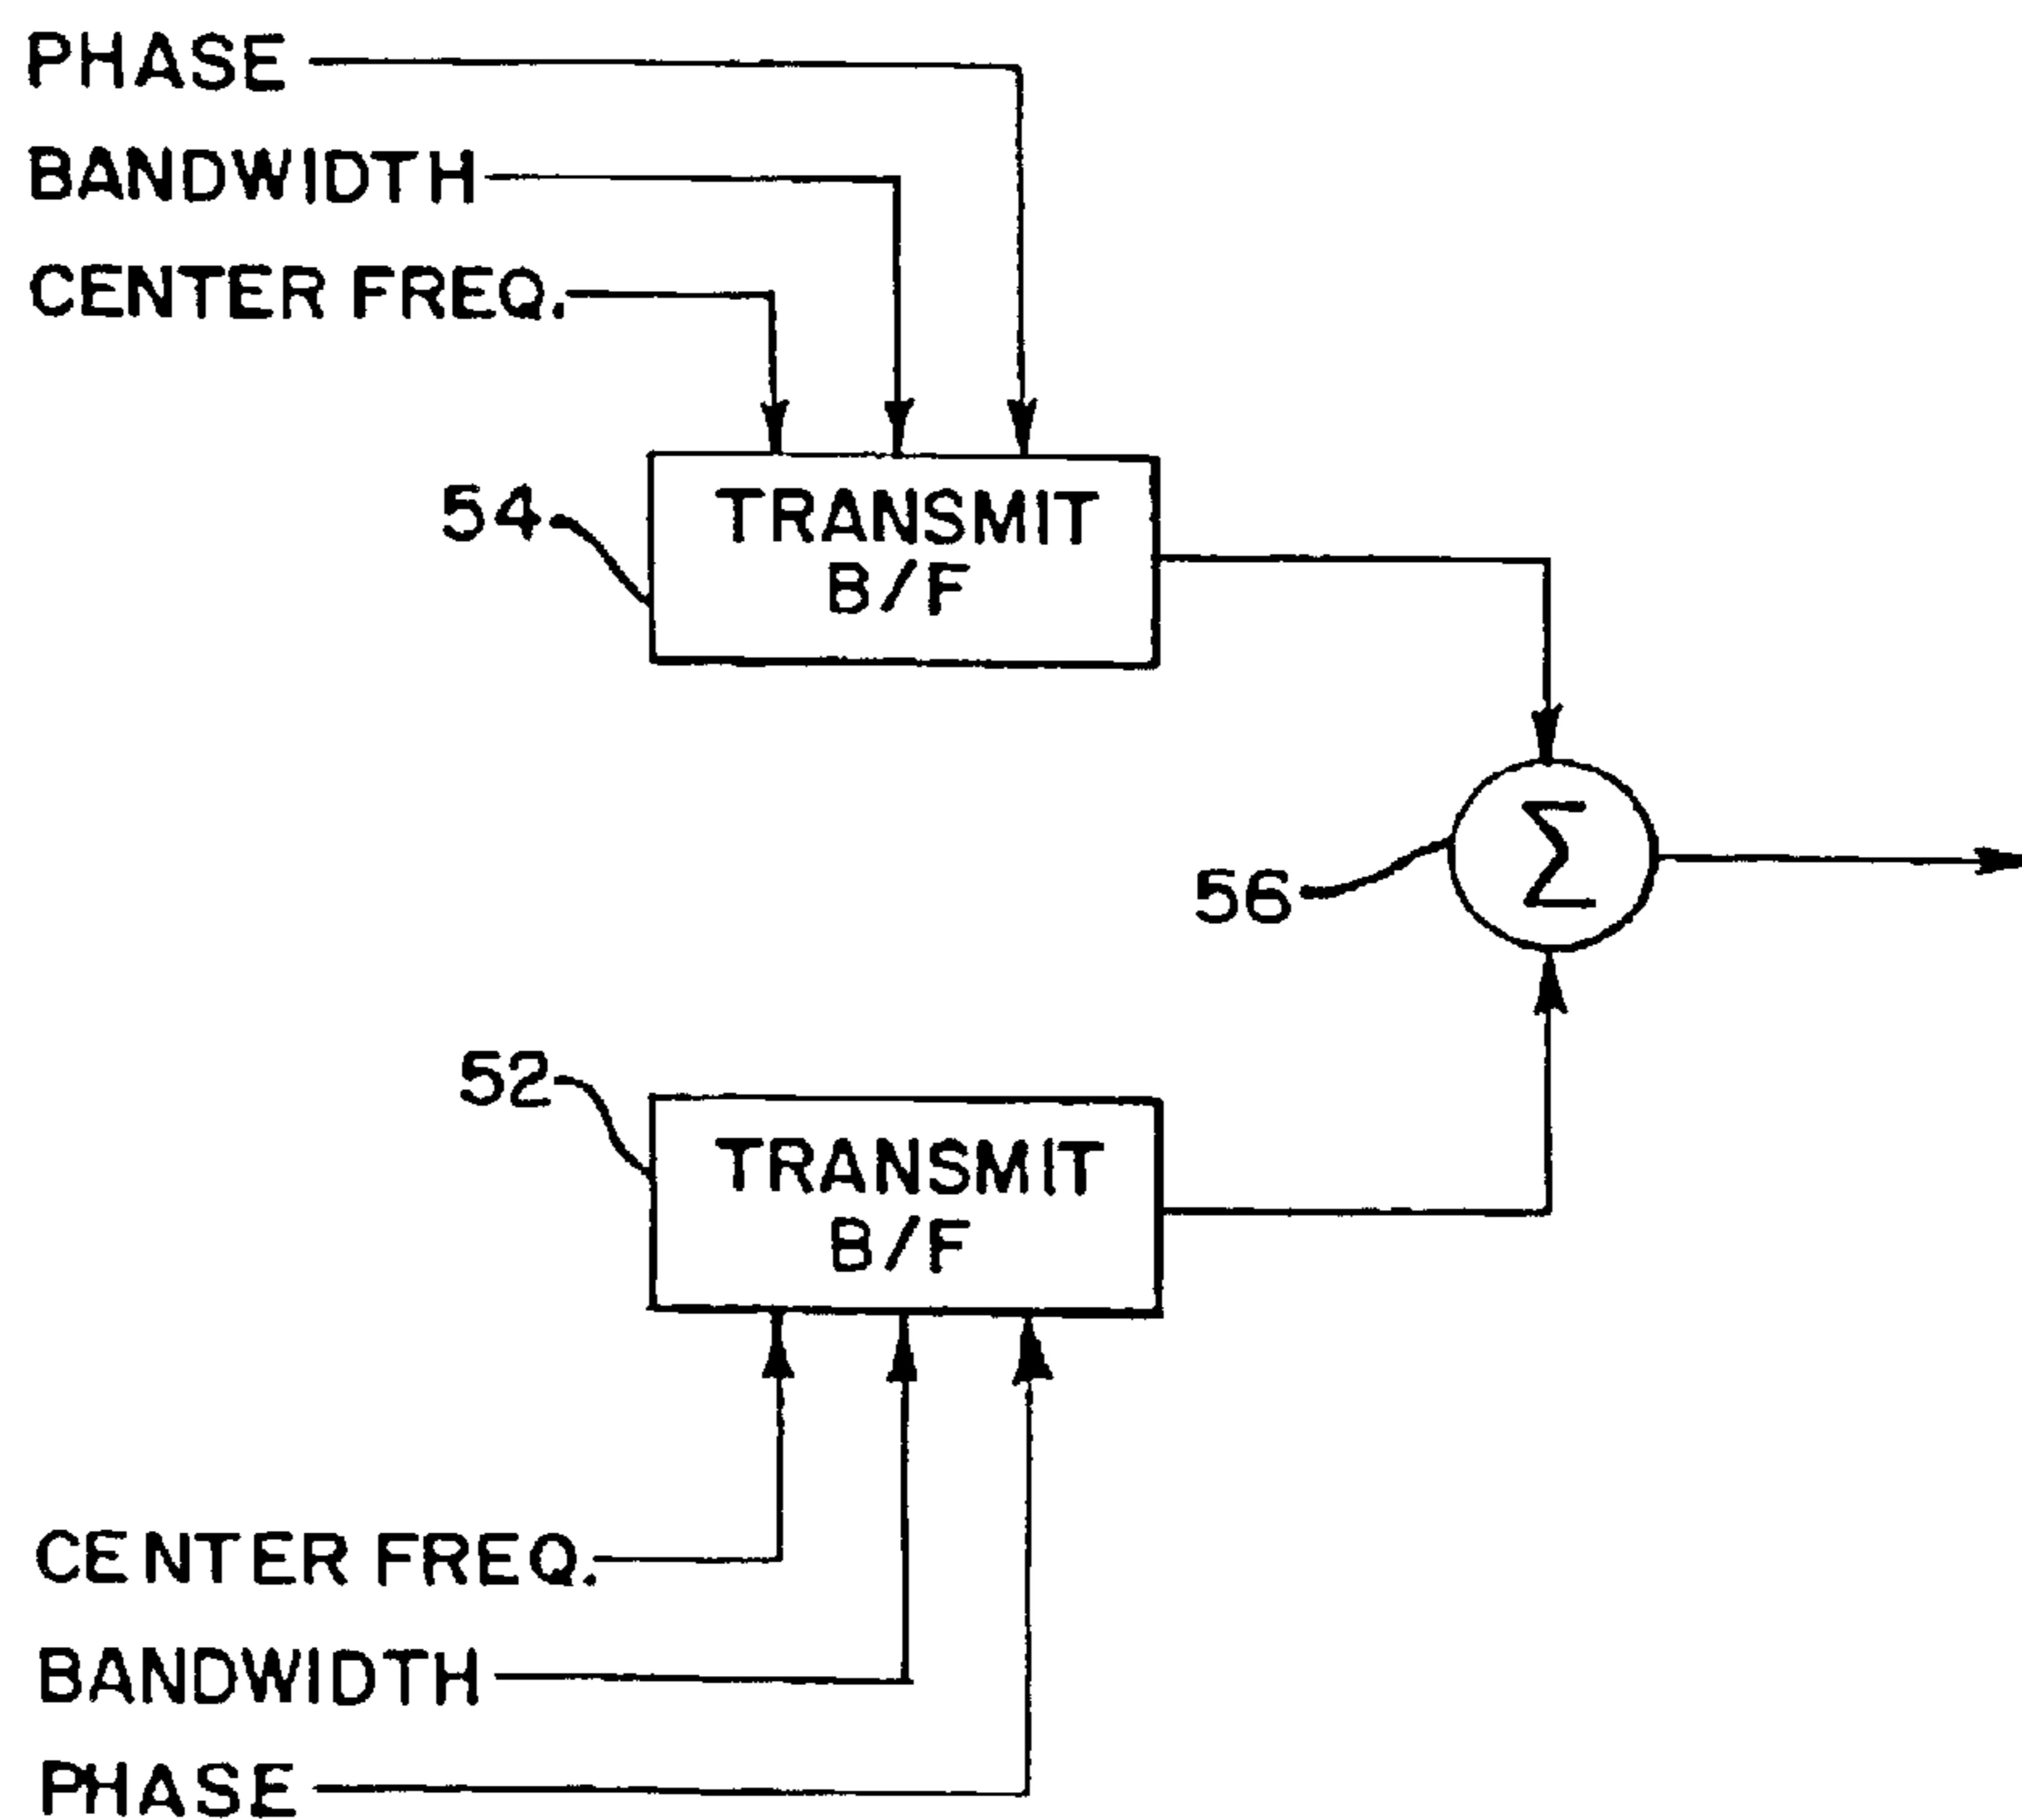 PHASE
BANDWIDTH
CENTER FREQ.
54
TRANSMIT
B/F
Σ
56
52
TRANSMIT
B/F
CENTER FREQ.
BANDWIDTH
PHASE